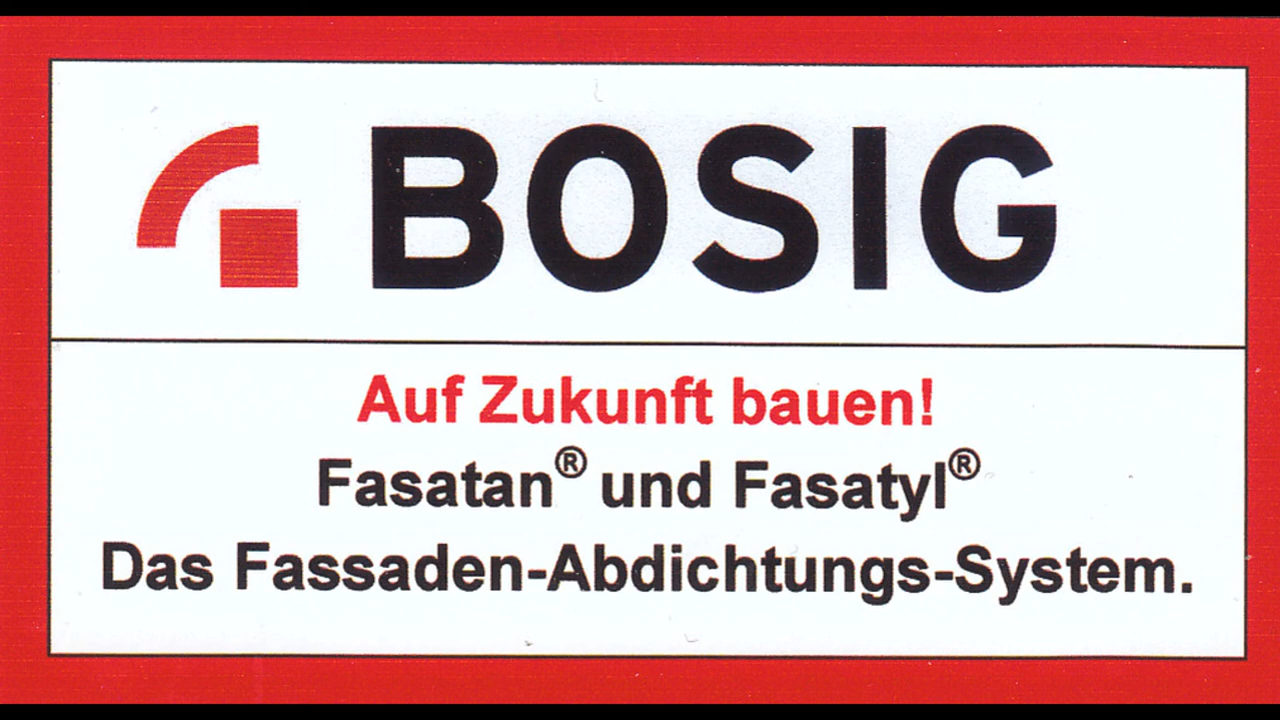 BOSIG
Auf Zukunft bauen!
Fasatan® und Fasatyl®
Das Fassaden-Abdichtungs-System.